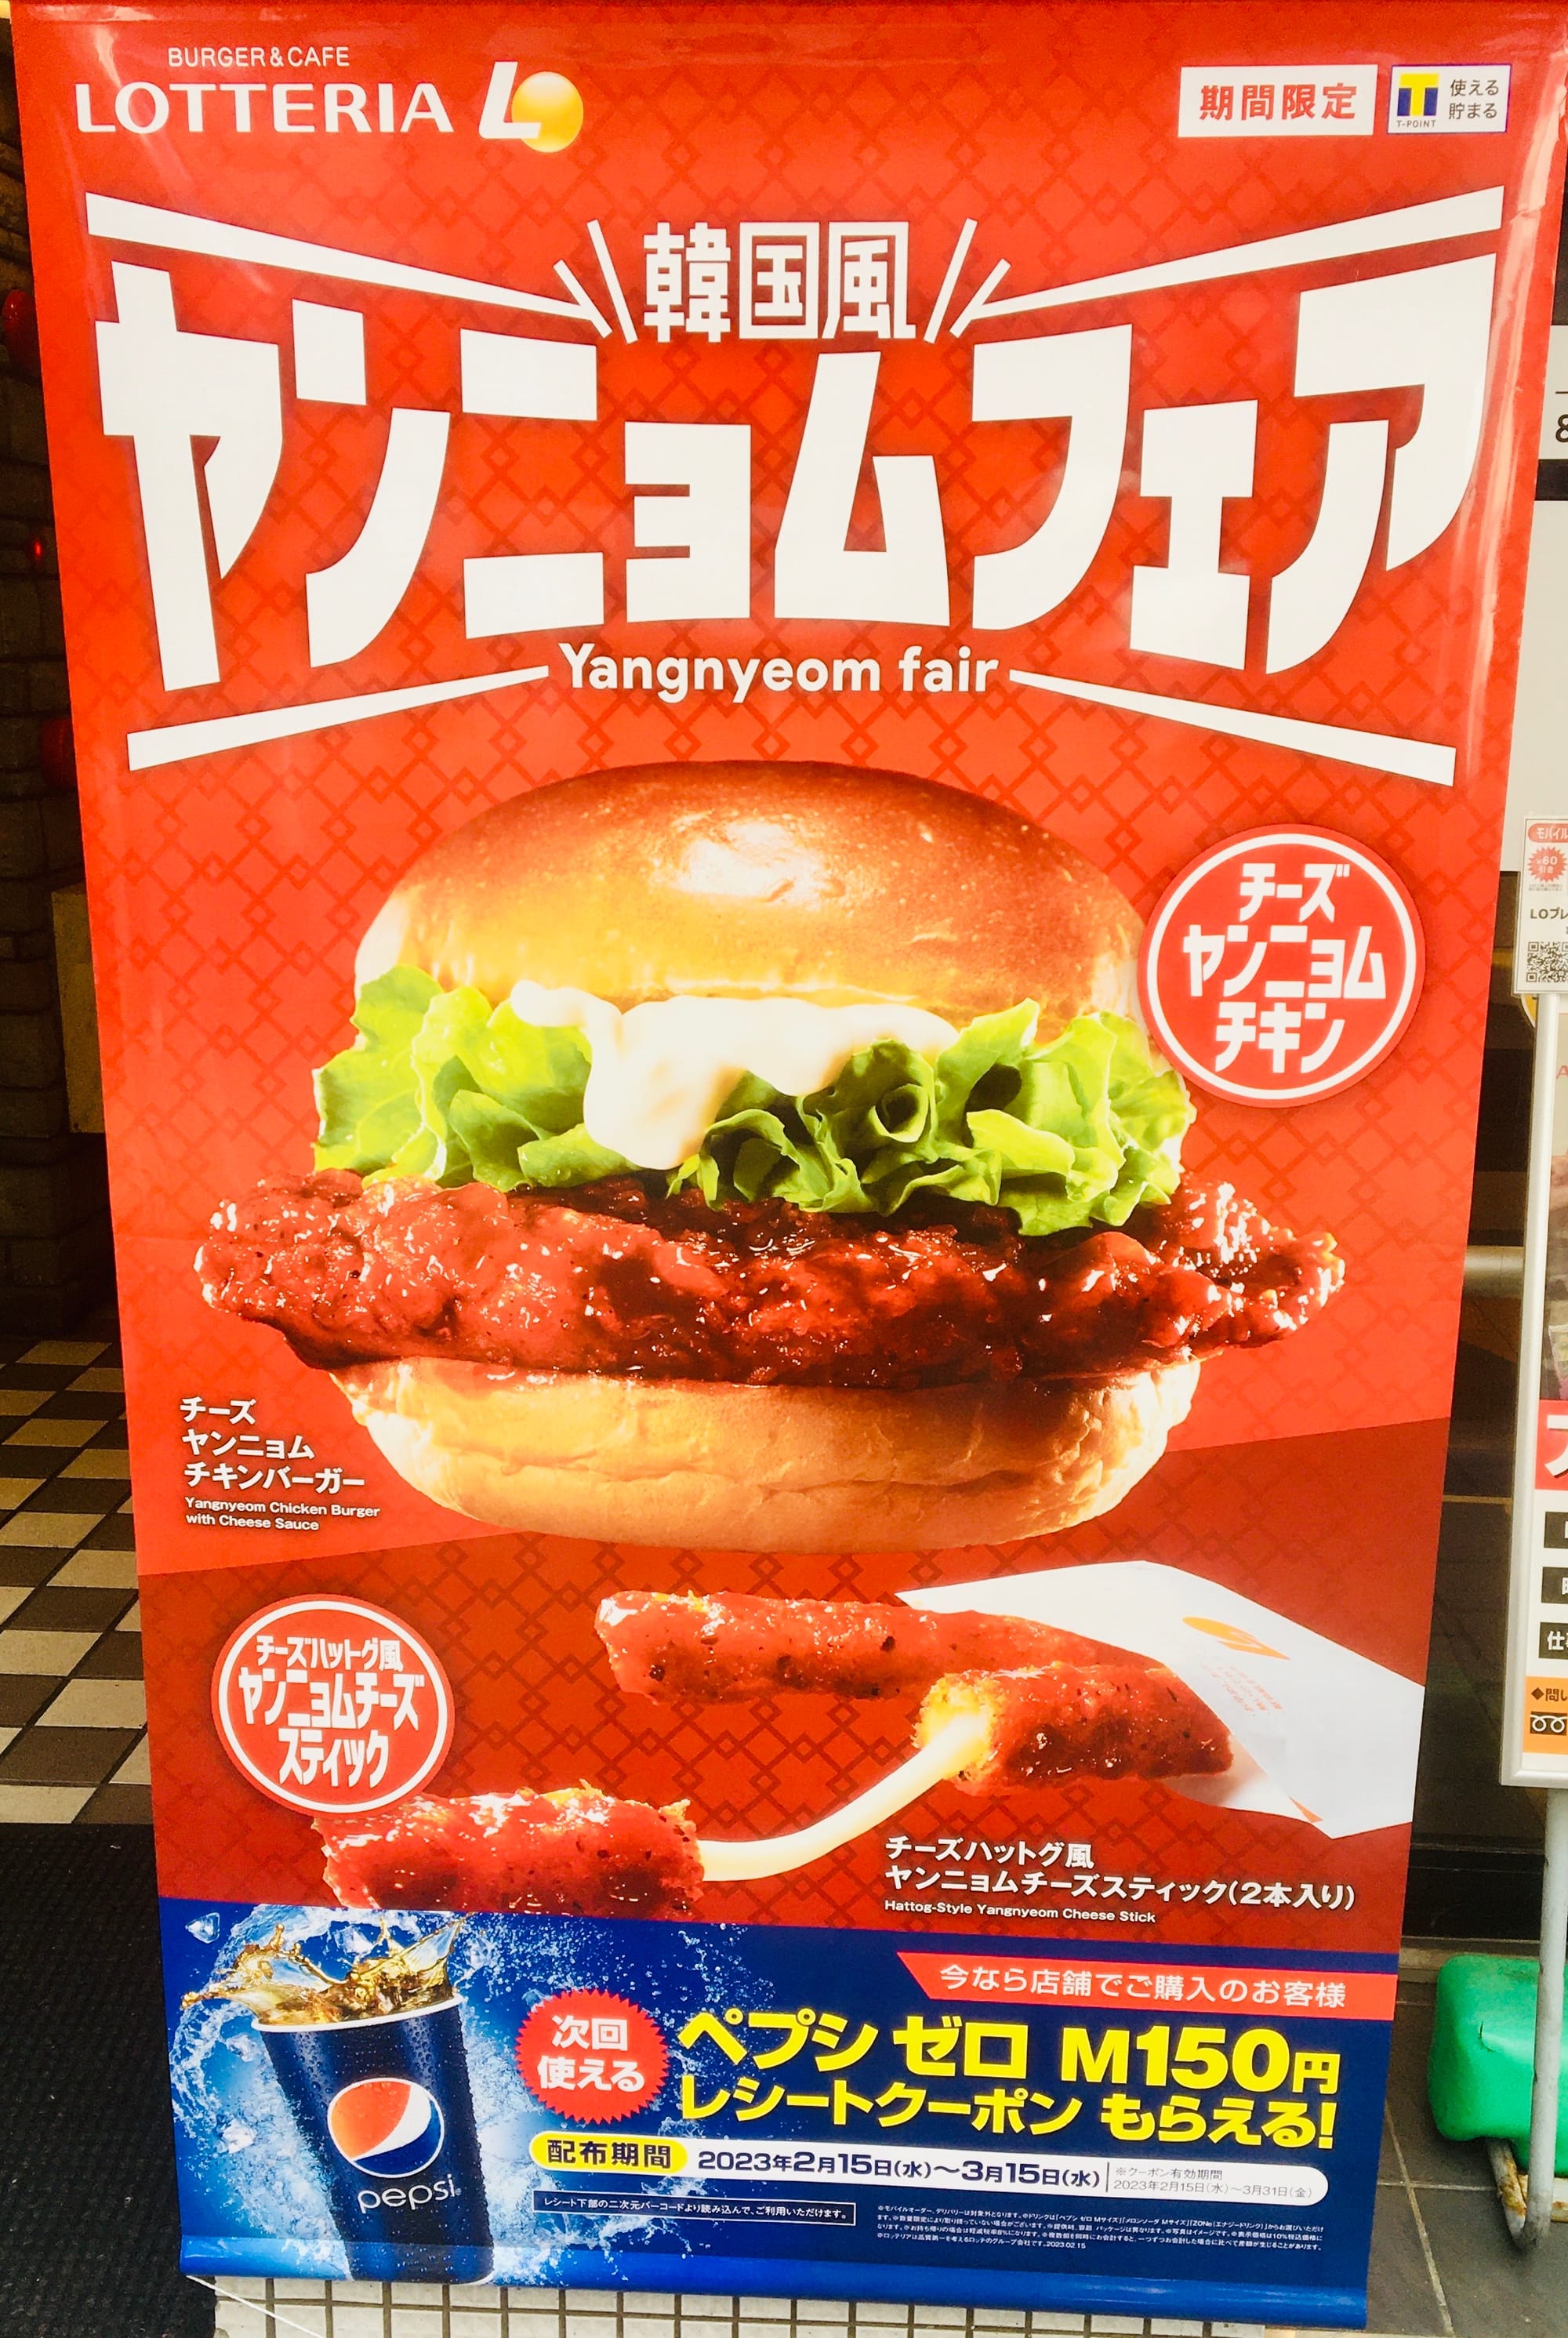 BURGER & CAFE
LOTTERIA
期間限定
T-POINT
使える
貯まる
韓国風
ヤンニョムフェア
Yangnyeom fair
チーズ
ヤンニョム
チキン
チーズ
ヤンニョム
チキンバーガー
Yangnyeom Chicken Burger
with Cheese Sauce
チーズハットグ風
ヤンニョムチーズ
スティック
チーズハットグ風
ヤンニョムチーズスティック(2本入り)
Hattog-Style Yangnyeom Cheese Stick
今なら店舗でご購入のお客様
次回
使える
ペプシ ゼロ M150円
レシートクーポン もらえる!
配布期間 2023年2月15日(水)〜3月15日(水)
※クーポン有効期間
2023年2月15日(水)〜3月31日(金)
pepsi
レシート下部の二次元バーコードより読み込んで、ご利用いただけます。
モバイル
¥60
引き